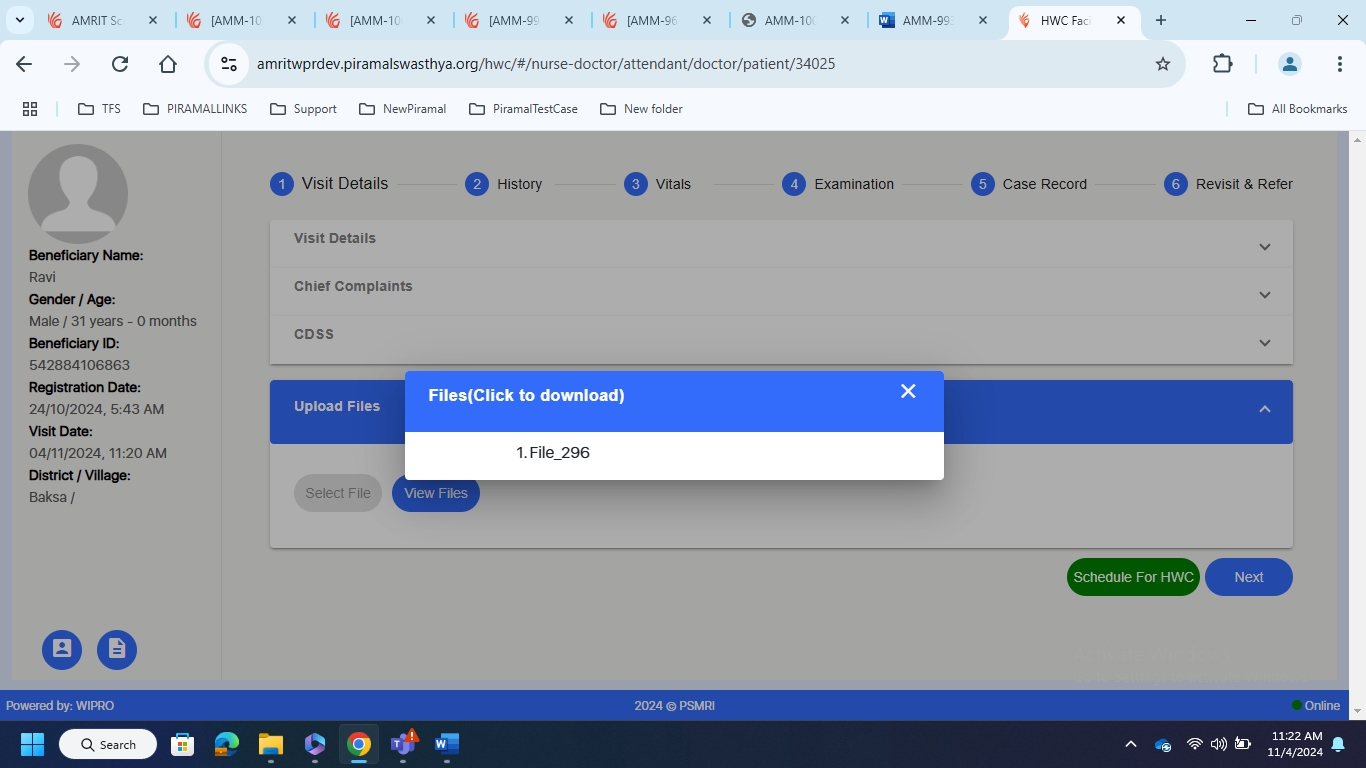 AMRIT Sc
[AMM-10
[AMM-10
[AMM-99
[AMM-96
AMM-100
AMM-993
HWC Faci
amritwprdev.piramalswasthya.org/hwc/#/nurse-doctor/attendant/doctor/patient/34025
TFS
PIRAMALLINKS
Support
NewPiramal
PiramalTestCase
New folder
All Bookmarks
1 Visit Details
2 History
3 Vitals
4 Examination
5 Case Record
6 Revisit & Refer
Beneficiary Name:
Ravi
Gender / Age:
Male / 31 years - 0 months
Beneficiary ID:
542884106863
Registration Date:
24/10/2024, 5:43 AM
Visit Date:
04/11/2024, 11:20 AM
District / Village:
Baksa /
Visit Details
Chief Complaints
CDSS
Upload Files
Files(Click to download)
1. File_296
Select File
View Files
Schedule For HWC
Next
Powered by: WIPRO
2024 © PSMRI
Online
Search
11:22 AM
11/4/2024